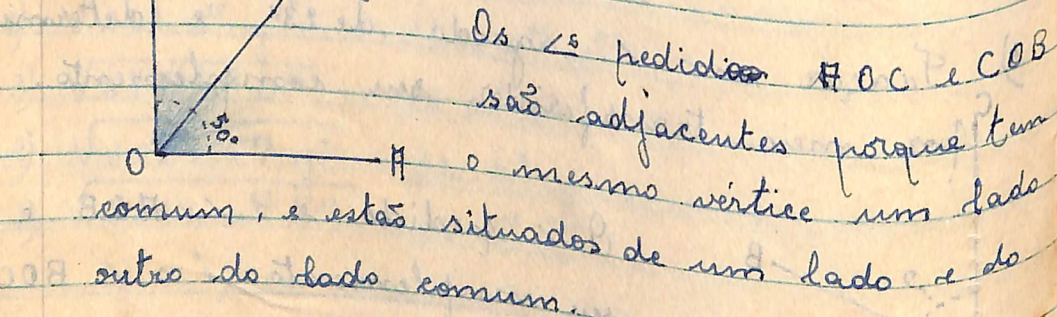 Os ∠s pedidos AOC e COB
são adjacentes porque tem
50°
O A o mesmo vértice um lado
comum, e estão situados de um lado e do
outro do lado comum.